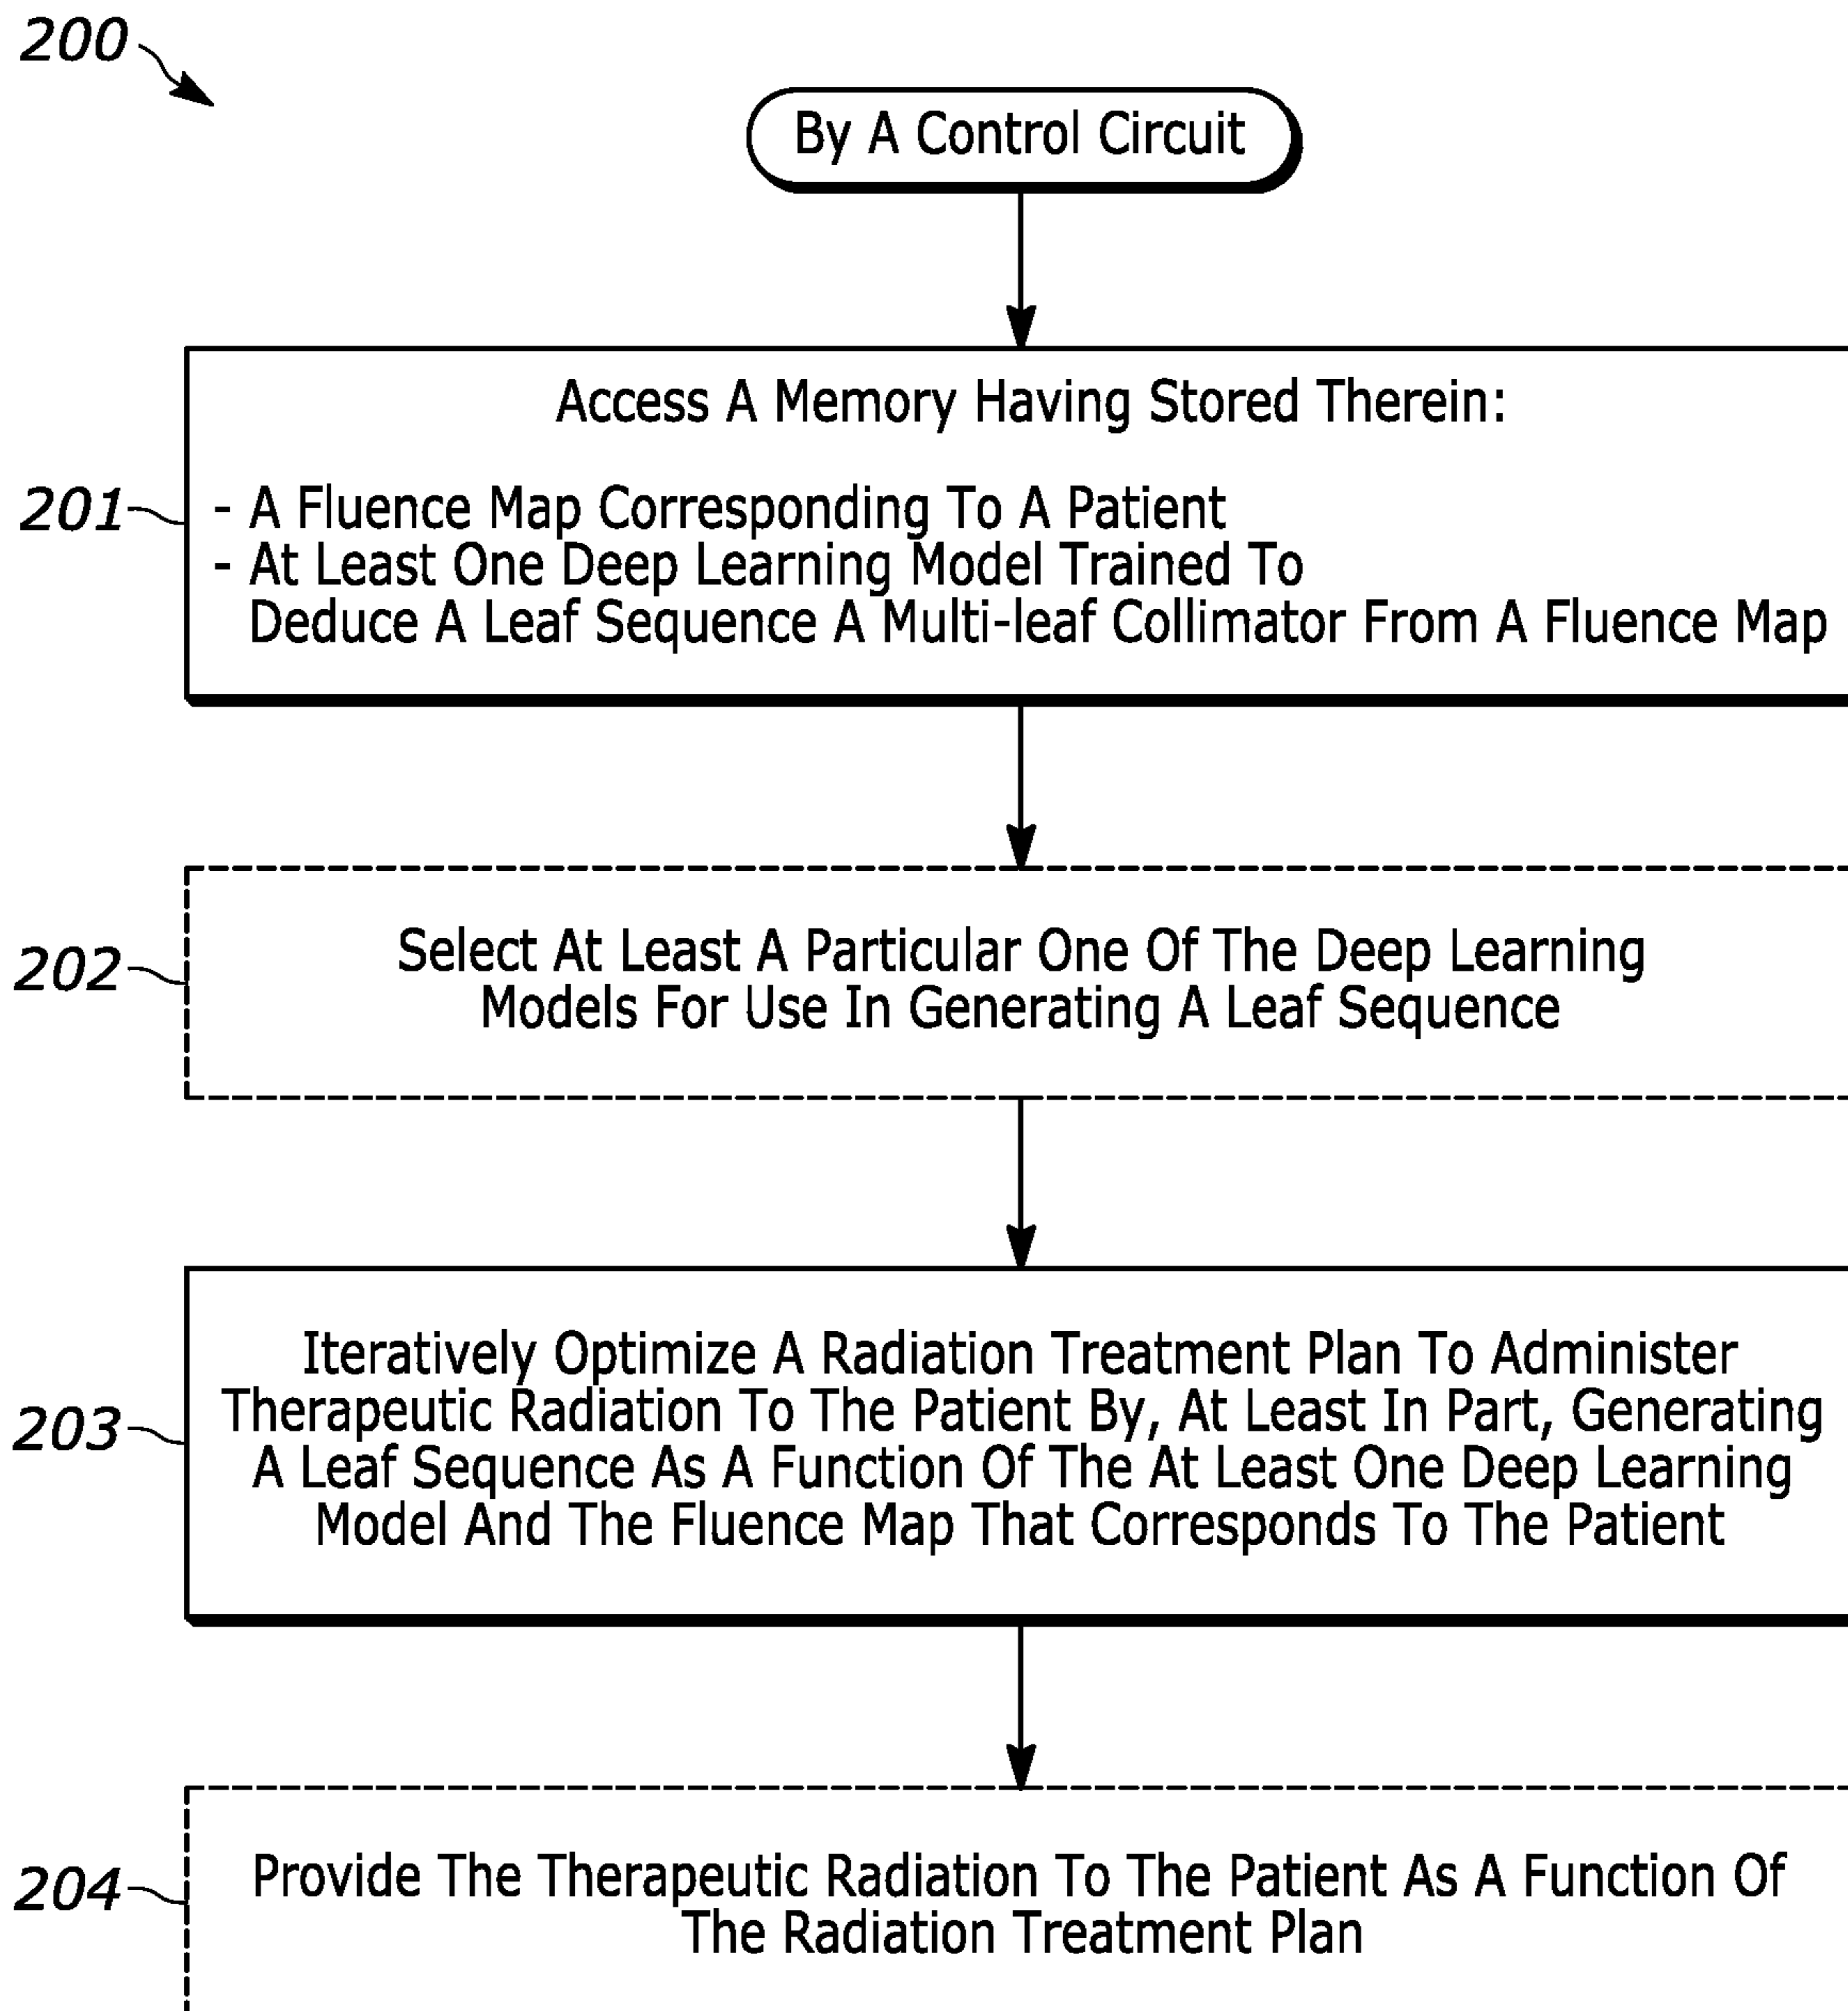 200
By A Control Circuit
Access A Memory Having Stored Therein:
201
- A Fluence Map Corresponding To A Patient
- At Least One Deep Learning Model Trained To
Deduce A Leaf Sequence A Multi-leaf Collimator From A Fluence Map
202
Select At Least A Particular One Of The Deep Learning
Models For Use In Generating A Leaf Sequence
203
Iteratively Optimize A Radiation Treatment Plan To Administer
Therapeutic Radiation To The Patient By, At Least In Part, Generating
A Leaf Sequence As A Function Of The At Least One Deep Learning
Model And The Fluence Map That Corresponds To The Patient
204
Provide The Therapeutic Radiation To The Patient As A Function Of
The Radiation Treatment Plan